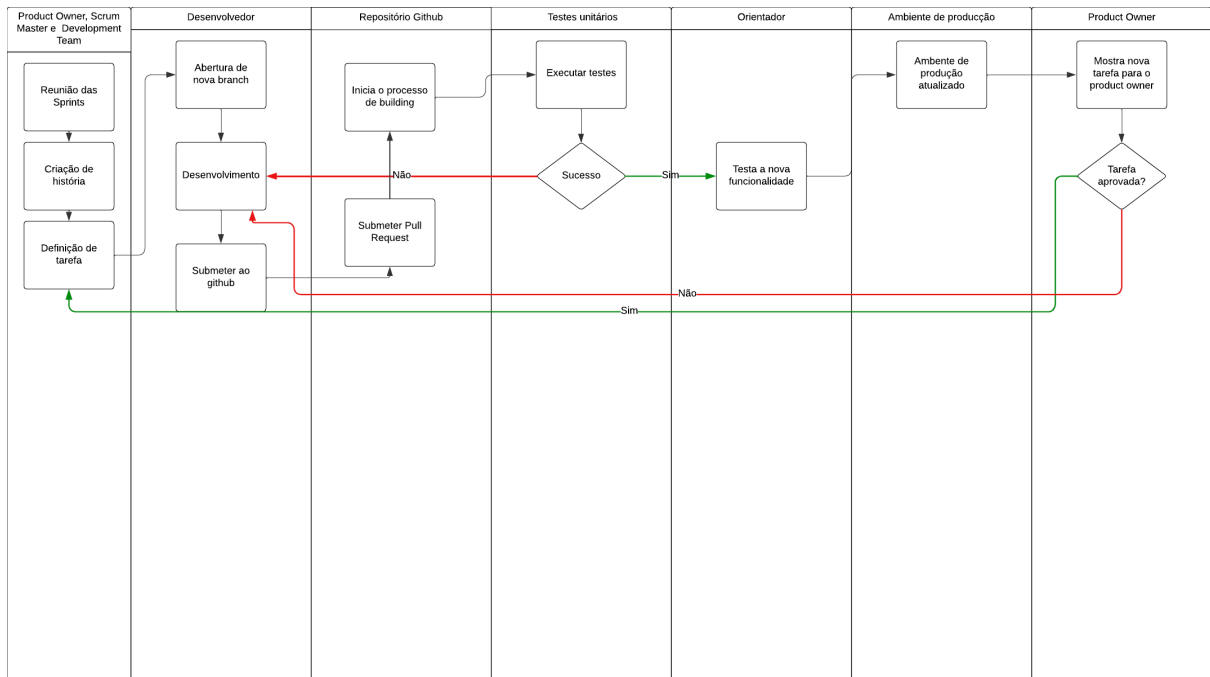 Product Owner, Scrum
Master e Development
Team
Desenvolvedor
Repositório Github
Testes unitários
Orientador
Ambiente de producção
Product Owner
Reunião das
Sprints
Criação de
história
Definição de
tarefa
Abertura de
nova branch
Desenvolvimento
Submeter ao
github
Inicia o processo
de building
Submeter Pull
Request
Executar testes
Sucesso
Não
Sim
Testa a nova
funcionalidade
Ambente de
produção
atualizado
Mostra nova
tarefa para o
product owner
Tarefa
aprovada?
Não
Sim